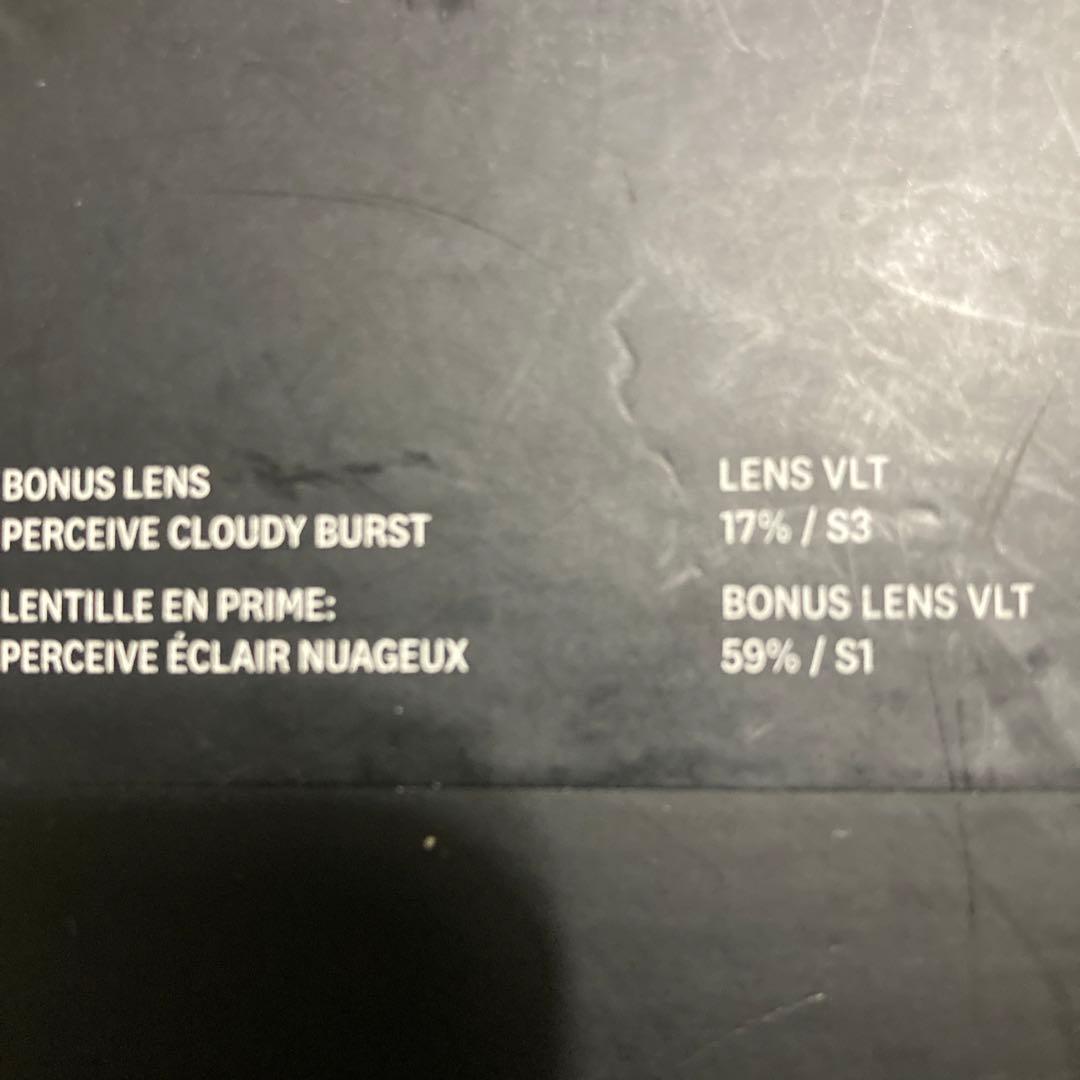 BONUS LENS
PERCEIVE CLOUDY BURST
LENTILLE EN PRIME:
PERCEIVE ÉCLAIR NUAGEUX
LENS VLT
17% / S3
BONUS LENS VLT
59% / S1